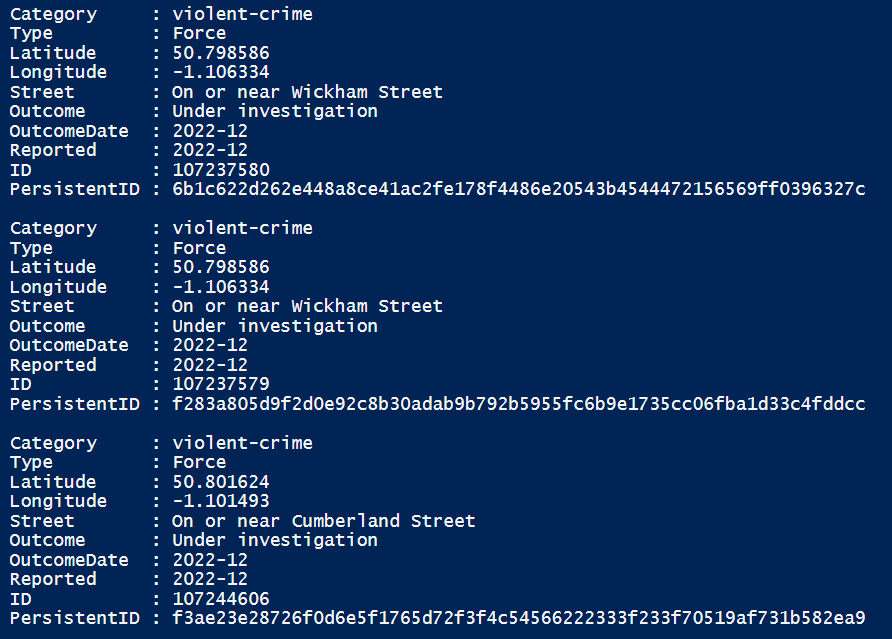 Category     : violent-crime
Type         : Force
Latitude     : 50.798586
Longitude    : -1.106334
Street       : On or near Wickham Street
Outcome      : Under investigation
OutcomeDate  : 2022-12
Reported     : 2022-12
ID           : 107237580
PersistentID : 6b1c622d262e448a8ce41ac2fe178f4486e20543b4544472156569ff0396327c
Category     : violent-crime
Type         : Force
Latitude     : 50.798586
Longitude    : -1.106334
Street       : On or near Wickham Street
Outcome      : Under investigation
OutcomeDate  : 2022-12
Reported     : 2022-12
ID           : 107237579
PersistentID : f283a805d9f2d0e92c8b30adab9b792b5955fc6b9e1735cc06fba1d33c4fddcc
Category     : violent-crime
Type         : Force
Latitude     : 50.801624
Longitude    : -1.101493
Street       : On or near Cumberland Street
Outcome      : Under investigation
OutcomeDate  : 2022-12
Reported     : 2022-12
ID           : 107244606
PersistentID : f3ae23e28726f0d6e5f1765d72f3f4c54566222333f233f70519af731b582ea9